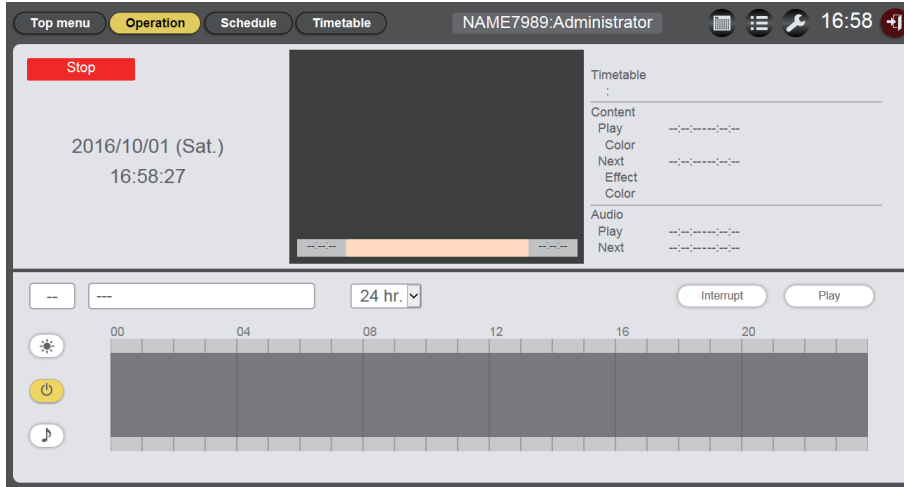 Top menu Operation Schedule Timetable NAME7989:Administrator 16:58
Stop
2016/10/01 (Sat.)
16:58:27
--:--:-- --:--:--
Timetable
:
Content
Play --:--:-----:--:--
Color
Next --:--:-----:--:--
Effect
Color
Audio
Play --:--:-----:--:--
Next --:--:-----:--:--
-- --- 24 hr. Interrupt Play
00 04 08 12 16 20